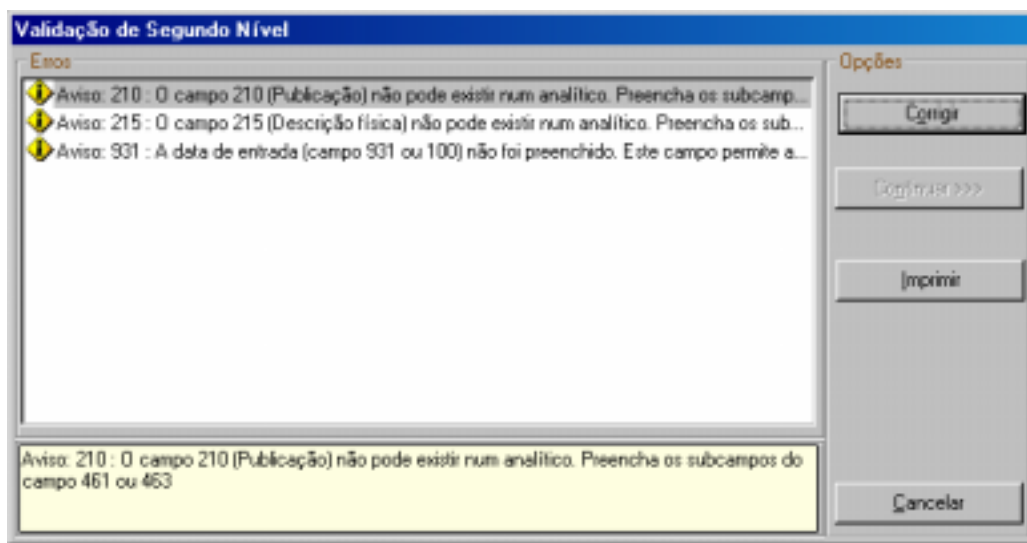 Validação de Segundo Nível
Erros
Opções
Aviso: 210 : O campo 210 (Publicação) não pode existir num analítico. Preencha os subcamp...
Aviso: 215 : O campo 215 (Descrição física) não pode existir num analítico. Preencha os sub...
Aviso: 931 : A data de entrada (campo 931 ou 100) não foi preenchido. Este campo permite a...
Corrigir
Continuar >>>
Imprimir
Aviso: 210 : O campo 210 (Publicação) não pode existir num analítico. Preencha os subcampos do
campo 461 ou 463
Cancelar